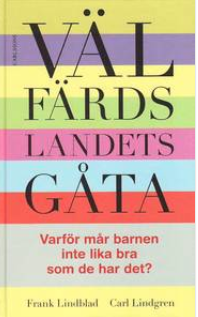 VÄL
FÄRDS
LANDETS
GÅTA
Varför mår barnen
inte lika bra
som de har det?
Frank Lindblad Carl Lindgren